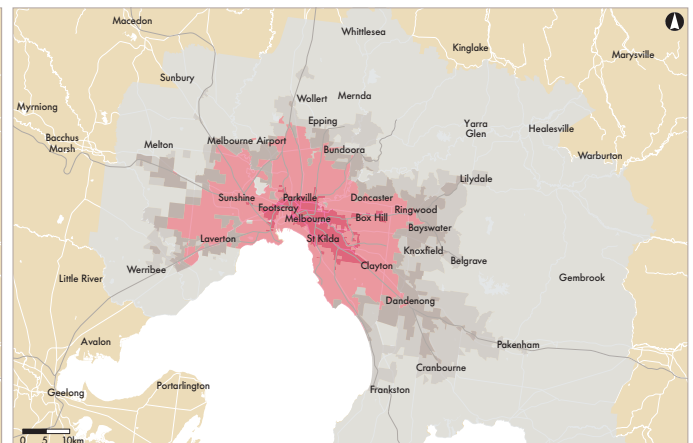 Macedon
Whittlesea
Kinglake
Marysville
Sunbury
Wollert
Mernda
Myrniong
Epping
Yarra
Glen
Healesville
Bacchus
Marsh
Melton
Melbourne Airport
Bundoora
Warburton
Lilydale
Sunshine
Parkville
Doncaster
Footscray
Ringwood
Melbourne
Box Hill
Bayswater
Laverton
St Kilda
Knoxfield
Belgrave
Werribee
Clayton
Little River
Gembrook
Dandenong
Avalon
Pakenham
Cranbourne
Geelong
Portarlington
Frankston
0 5 10km